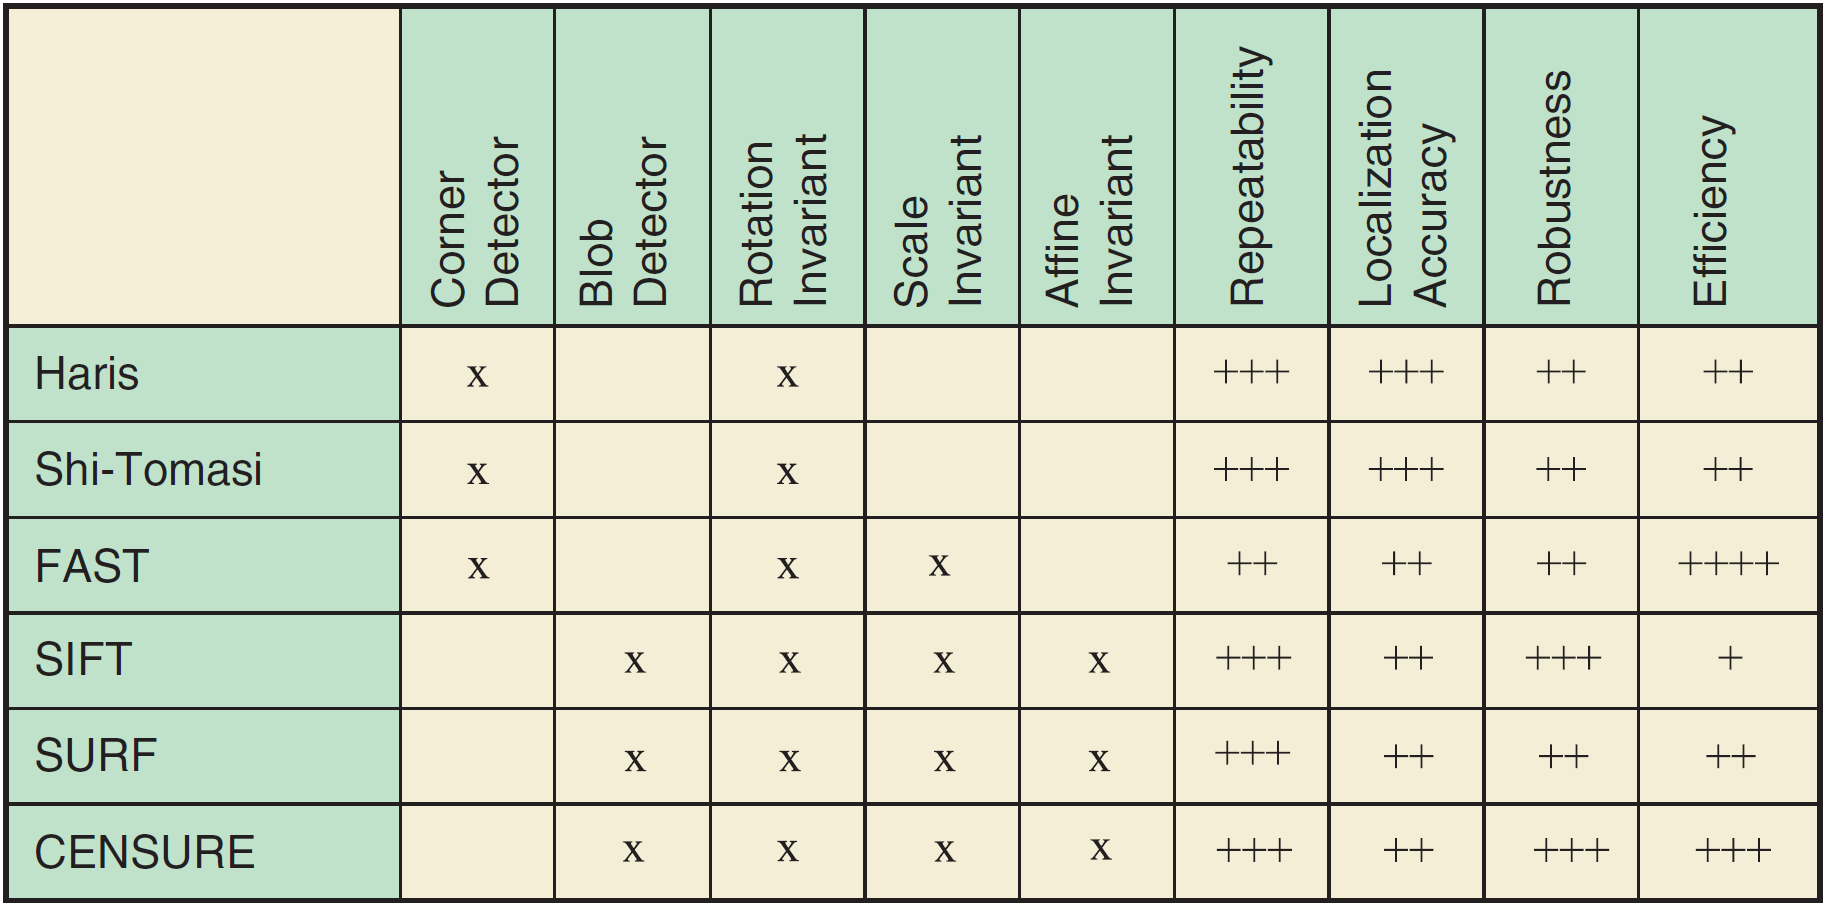 Corner Detector Blob Detector Rotation Invariant Scale Invariant Affine Invariant Repeatability Localization Accuracy Robustness Efficiency
Haris x x +++ +++ ++ ++
Shi-Tomasi x x +++ +++ ++ ++
FAST x x x ++ ++ ++ ++++
SIFT x x x x +++ ++ +++ +
SURF x x x x +++ ++ ++ ++
CENSURE x x x x +++ ++ +++ +++